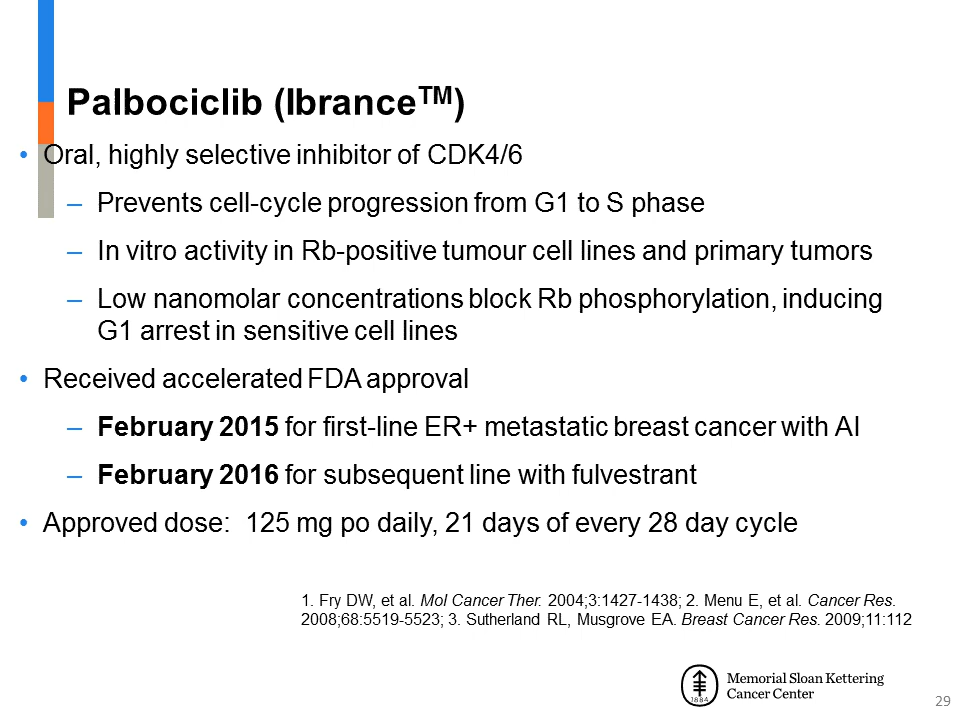 Palbociclib (Ibrance™)
• Oral, highly selective inhibitor of CDK4/6
– Prevents cell-cycle progression from G1 to S phase
– In vitro activity in Rb-positive tumour cell lines and primary tumors
– Low nanomolar concentrations block Rb phosphorylation, inducing
G1 arrest in sensitive cell lines
• Received accelerated FDA approval
– February 2015 for first-line ER+ metastatic breast cancer with AI
– February 2016 for subsequent line with fulvestrant
• Approved dose:  125 mg po daily, 21 days of every 28 day cycle
1. Fry DW, et al. Mol Cancer Ther. 2004;3:1427-1438; 2. Menu E, et al. Cancer Res.
2008;68:5519-5523; 3. Sutherland RL, Musgrove EA. Breast Cancer Res. 2009;11:112
1884
Memorial Sloan Kettering
Cancer Center
29